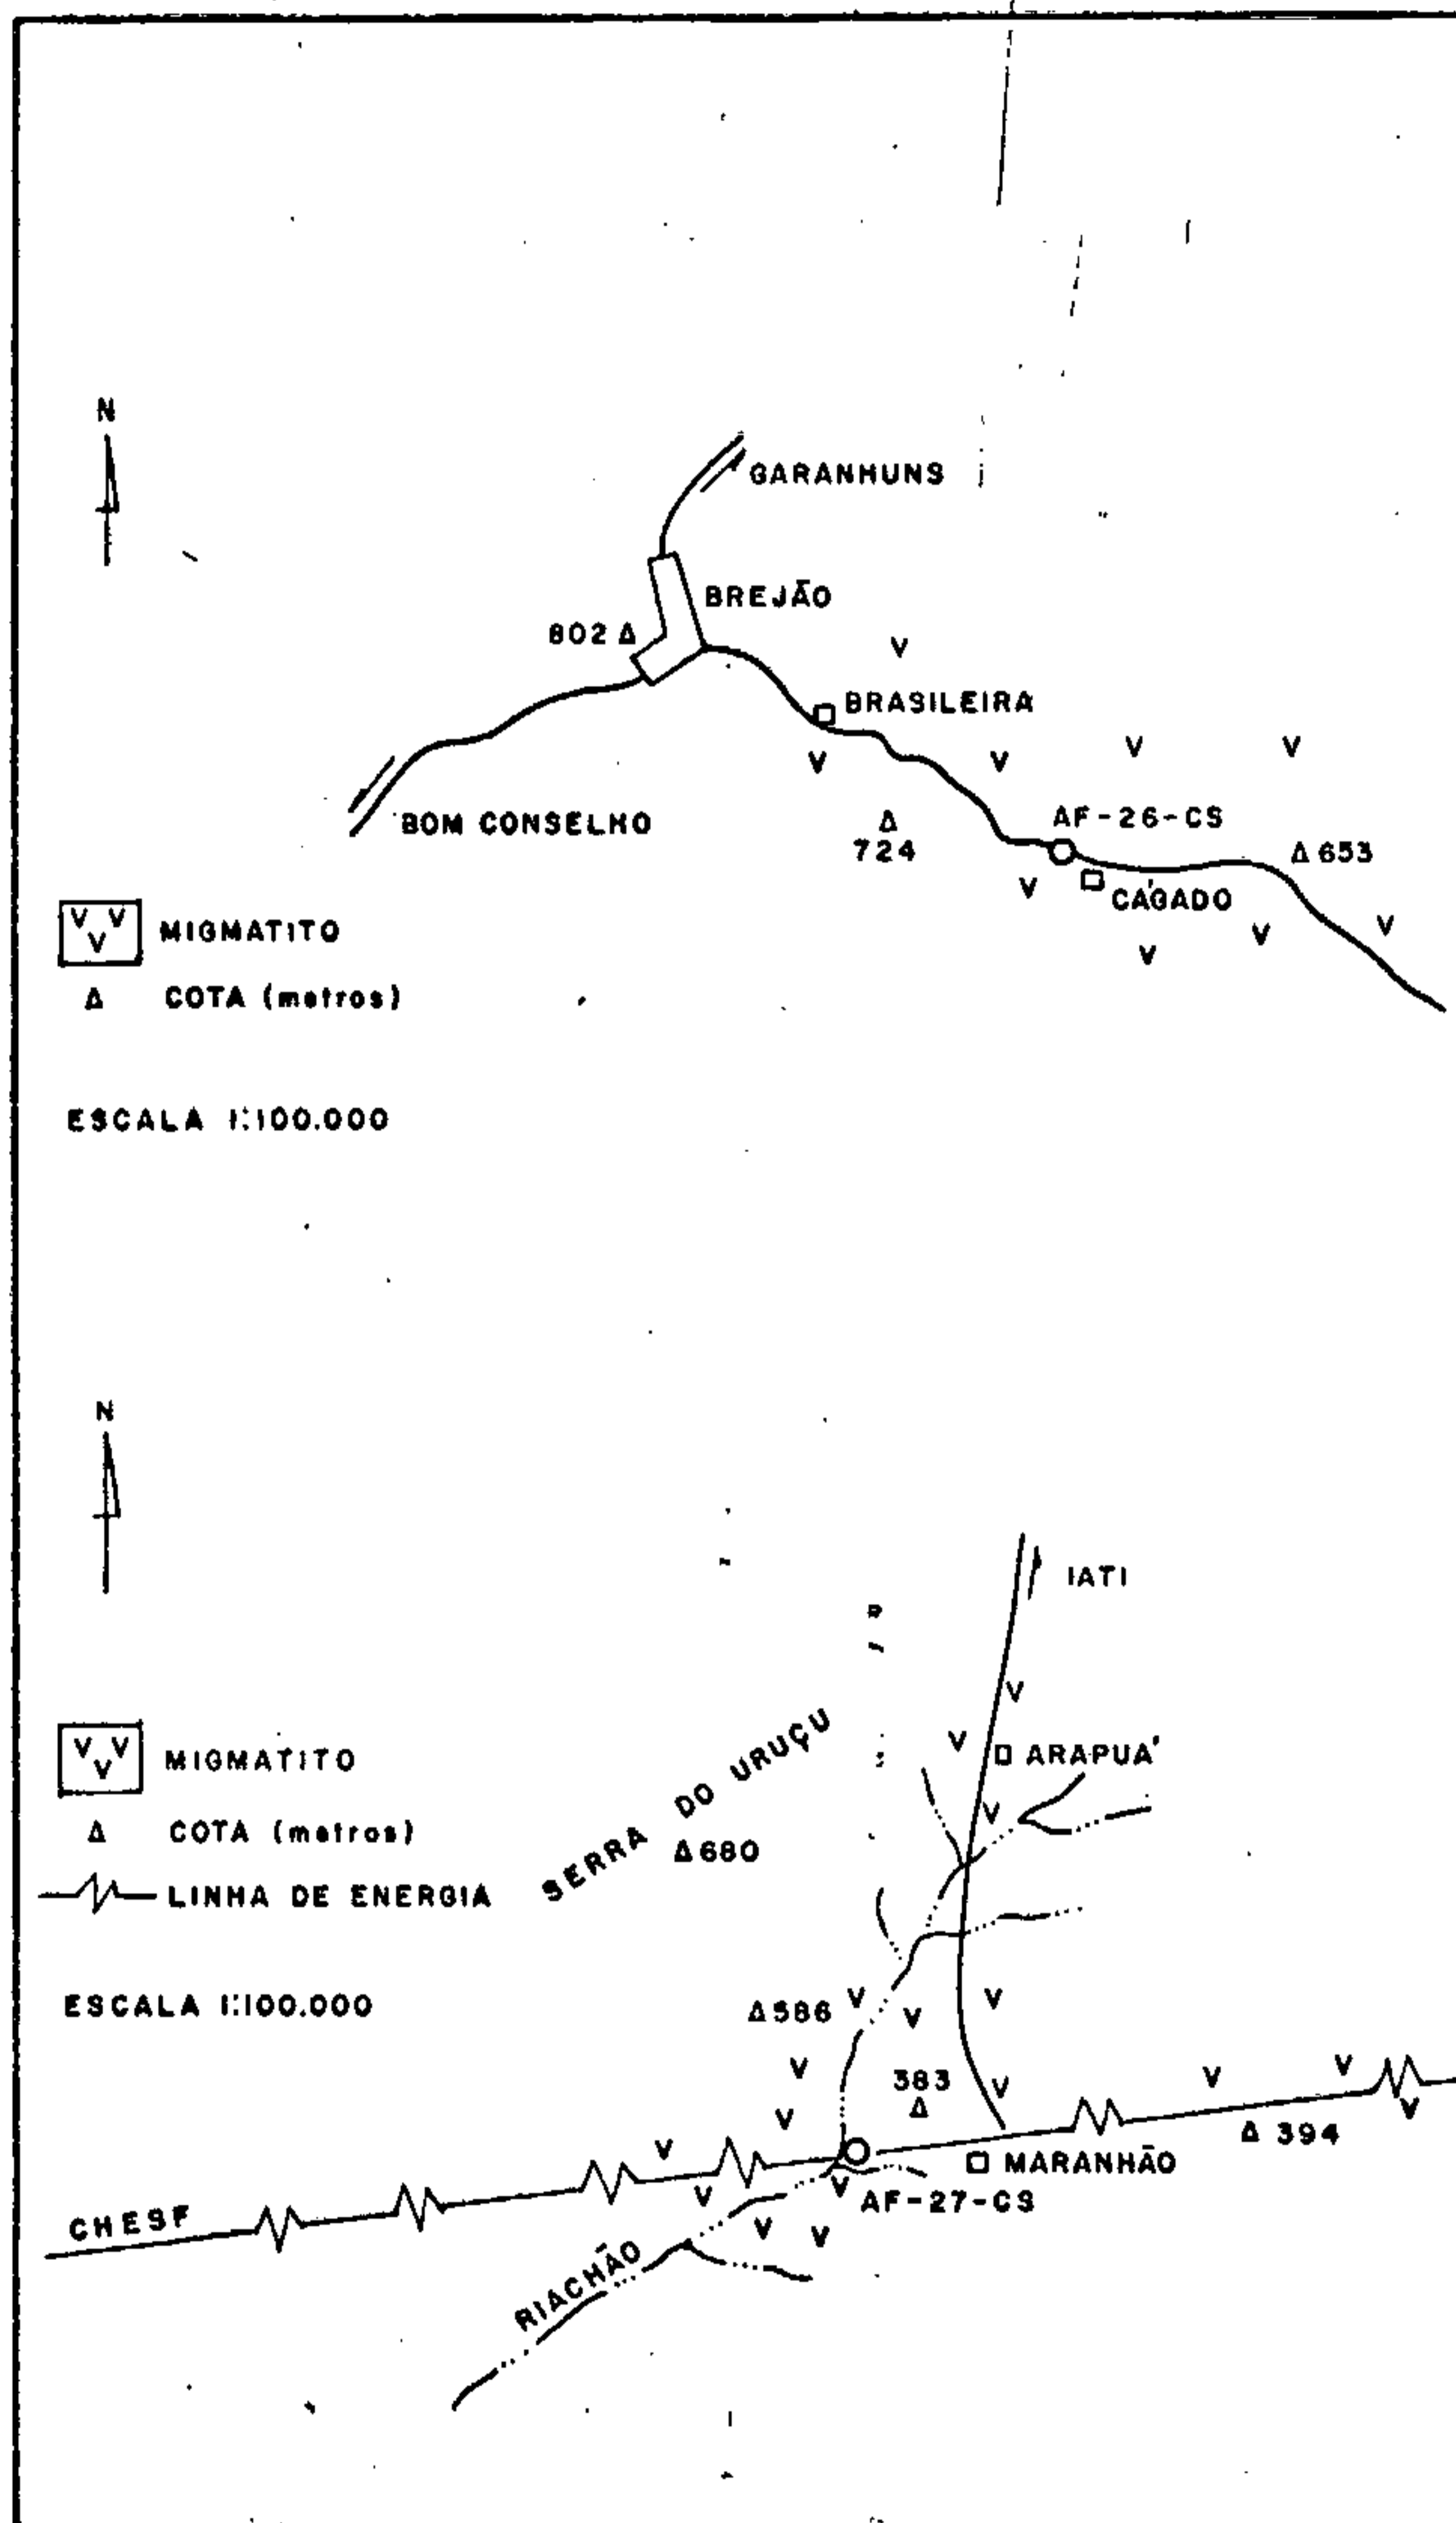 N
GARANHUNS
BREJÃO
802 Δ
V
BRASILEIRA
V V V V
BOM CONSELHO
Δ
724
AF-26-CS
Δ 653
V
CÁGADO
V V V
V V V MIGMATITO
Δ COTA (metros)
ESCALA 1:100.000
N
IATI
V
V
ARAPUÁ
V
SERRA DO URUÇU
Δ 680
V V V MIGMATITO
Δ COTA (metros)
LINHA DE ENERGIA
ESCALA 1:100.000
Δ 586
V V V
V
383
Δ
V V V
V
V
Δ 394
V
MARANHÃO
V V
AF-27-CS
V V
CHESF
RIACHÃO